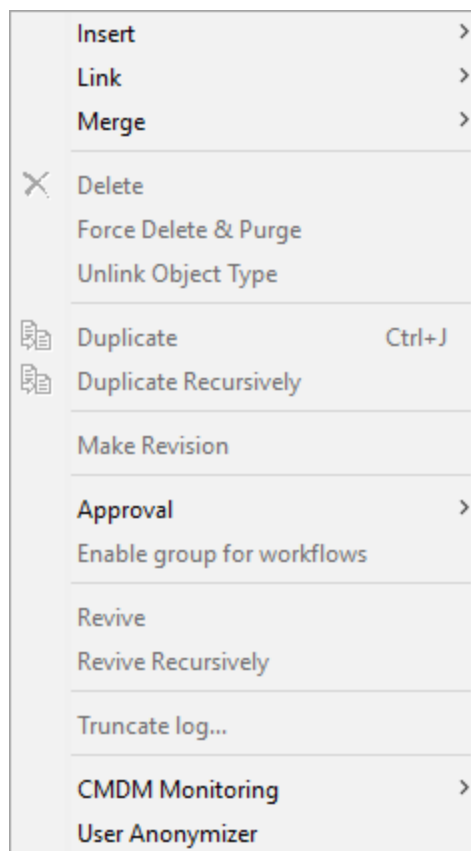 Insert
Link
Merge
Delete
Force Delete & Purge
Unlink Object Type
Duplicate Ctrl+J
Duplicate Recursively
Make Revision
Approval
Enable group for workflows
Revive
Revive Recursively
Truncate log...
CMDM Monitoring
User Anonymizer